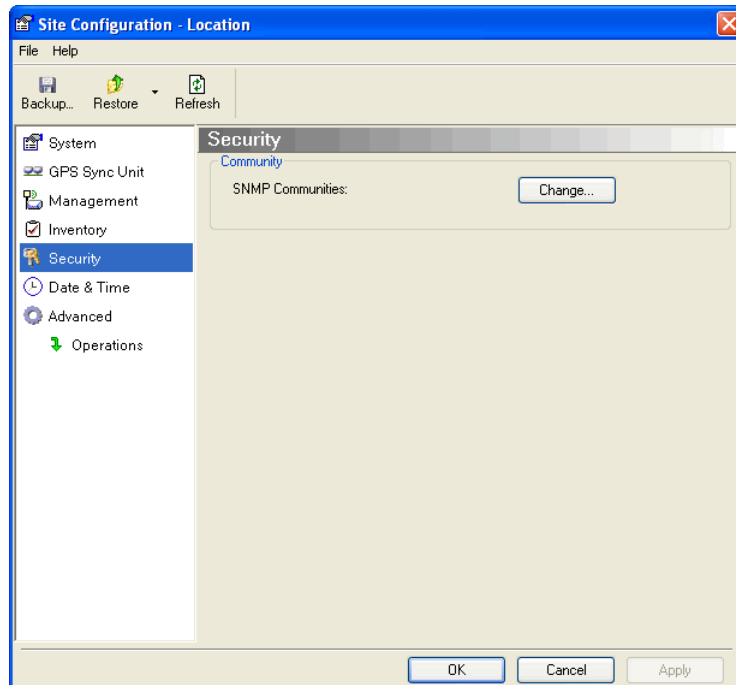 Site Configuration - Location
File Help
Backup... Restore Refresh
System
GPS Sync Unit
Management
Inventory
Security
Date & Time
Advanced
Operations
Security
Community
SNMP Communities: Change...
OK Cancel Apply